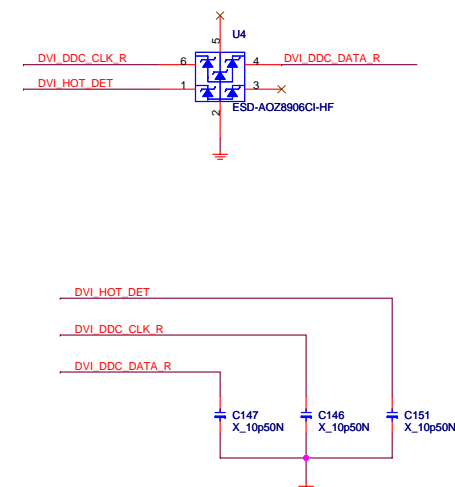 5
U4
DVI_DDC_CLK_R 6 4 DVI_DDC_DATA_R
DVI_HOT_DET 1 3
2 ESD-AOZ8906CI-HF
DVI_HOT_DET
DVI_DDC_CLK_R
DVI_DDC_DATA_R
C147 C146 C151
X_10p50N X_10p50N X_10p50N